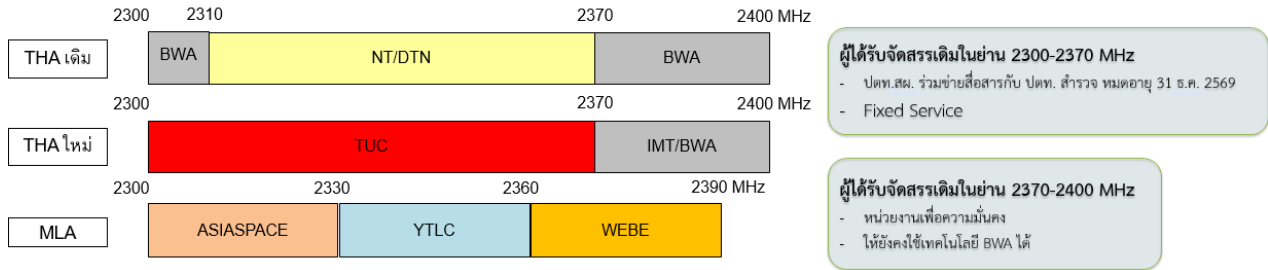 2300 2310 2370 2400 MHz
THA เดิม BWA NT/DTN BWA
2300 2370 2400 MHz
THA ใหม่ TUC IMT/BWA
2300 2330 2360 2390 MHz
MLA ASIASPACE YTLC WEBE
ผู้ได้รับจัดสรรเดิมในย่าน 2300-2370 MHz
- ปตท.สผ. ร่วมข่ายสื่อสารกับ ปตท. สำรวจ หมดอายุ 31 ธ.ค. 2569
- Fixed Service
ผู้ได้รับจัดสรรเดิมในย่าน 2370-2400 MHz
- หน่วยงานเพื่อความมั่นคง
- ให้ยังคงใช้เทคโนโลยี BWA ได้